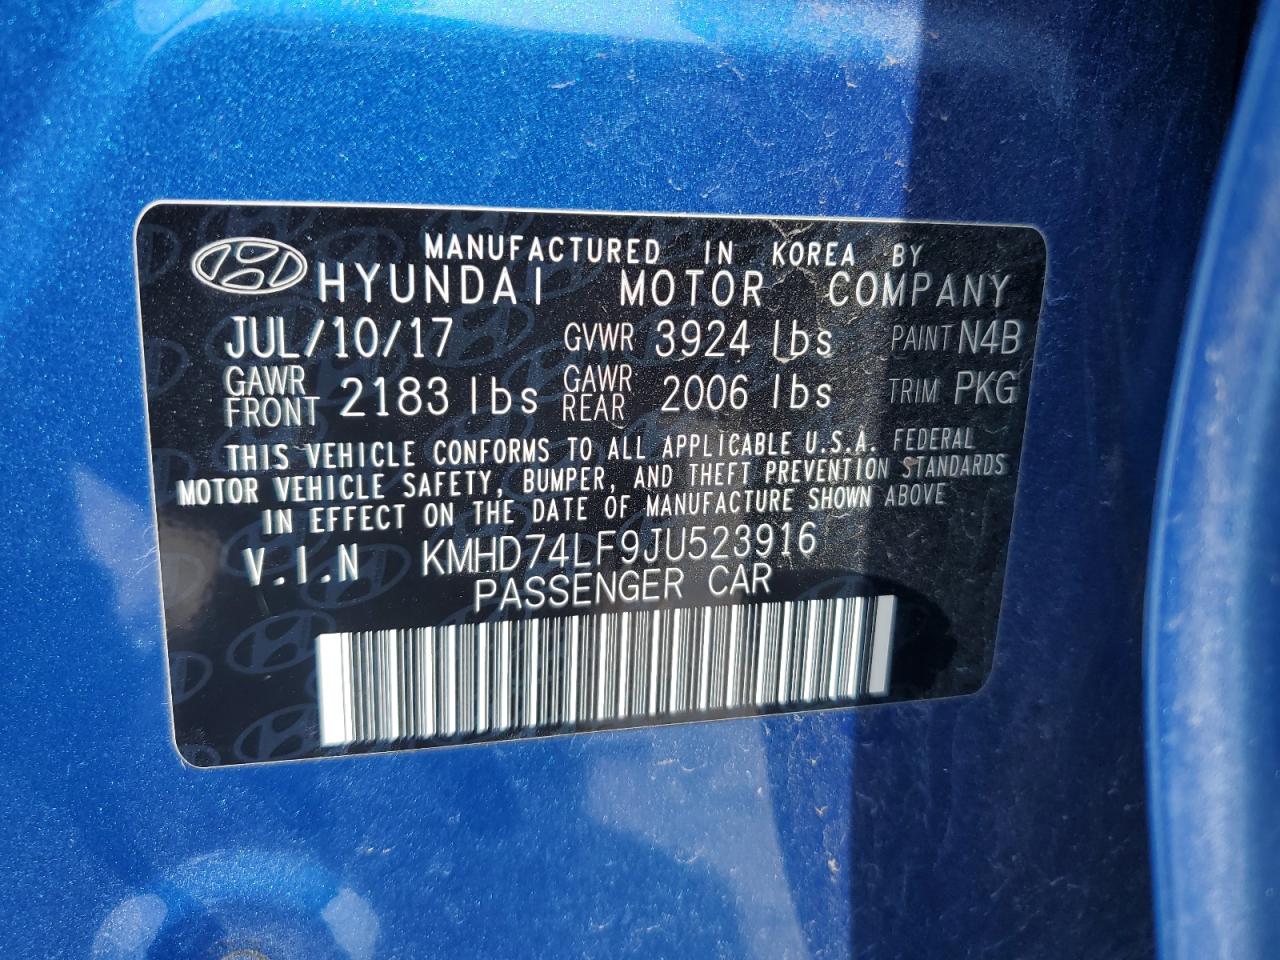 MANUFACTURED IN KOREA BY
HYUNDAI MOTOR COMPANY
JUL/10/17 GVWR 3924 lbs PAINT N4B
GAWR FRONT 2183 lbs GAWR REAR 2006 lbs TRIM PKG
THIS VEHICLE CONFORMS TO ALL APPLICABLE U.S.A. FEDERAL
MOTOR VEHICLE SAFETY, BUMPER, AND THEFT PREVENTION STANDARDS
IN EFFECT ON THE DATE OF MANUFACTURE SHOWN ABOVE
V.I.N KMHD74LF9JU523916
PASSENGER CAR